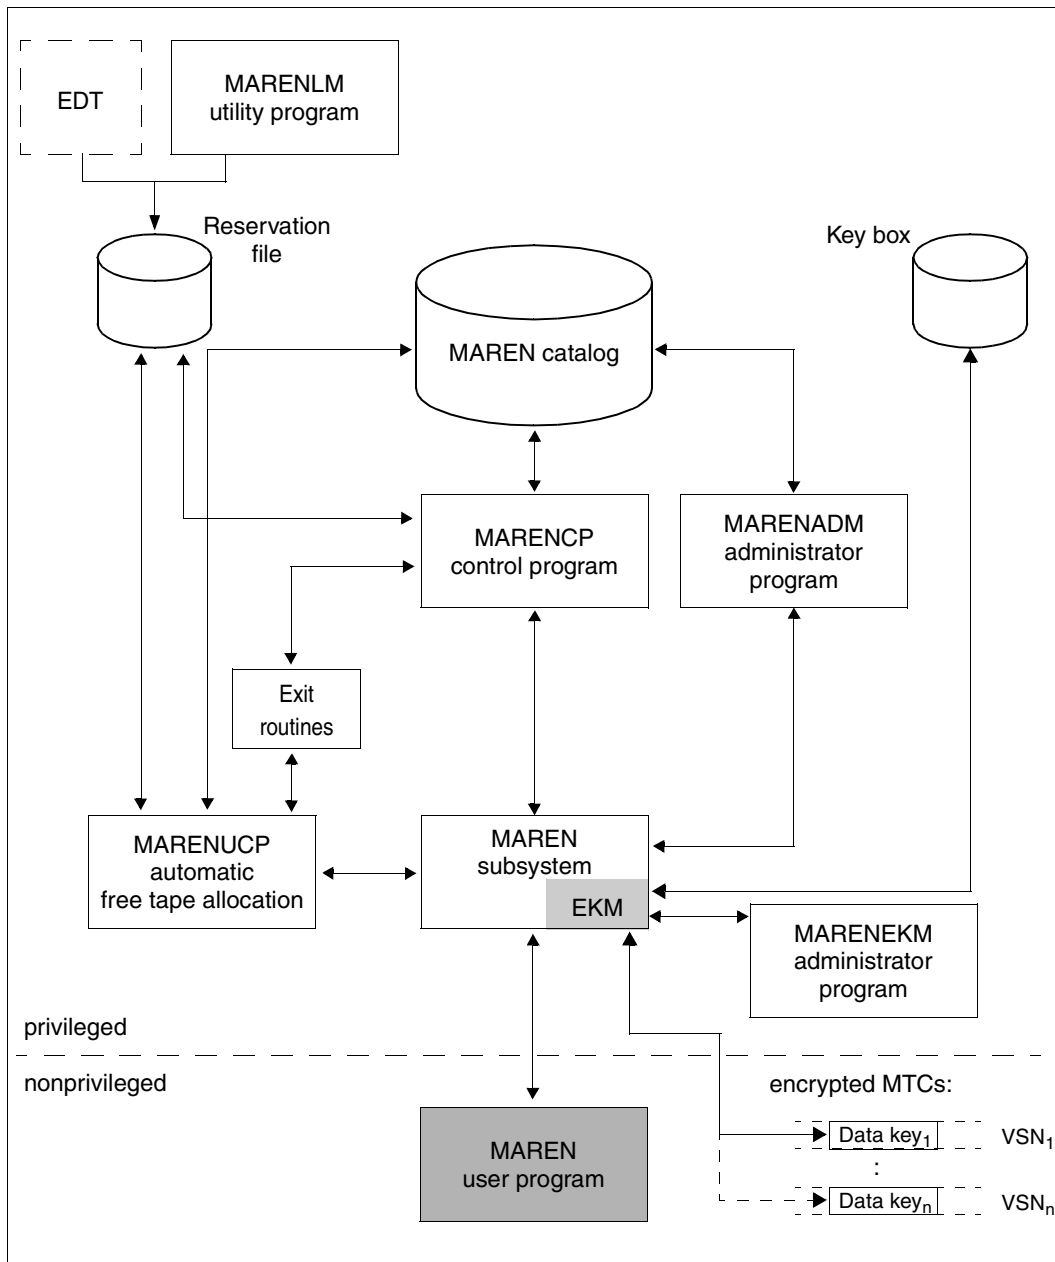 EDT
MARENLM
utility program
Reservation
file
Key box
MAREN catalog
MARENCP
control program
MARENADM
administrator
program
Exit
routines
MARENUCP
automatic
free tape allocation
MAREN
subsystem
EKM
MARENEKM
administrator
program
privileged
nonprivileged
encrypted MTCs:
MAREN
user program
Data key1 VSN1
:
Data keyn VSNn